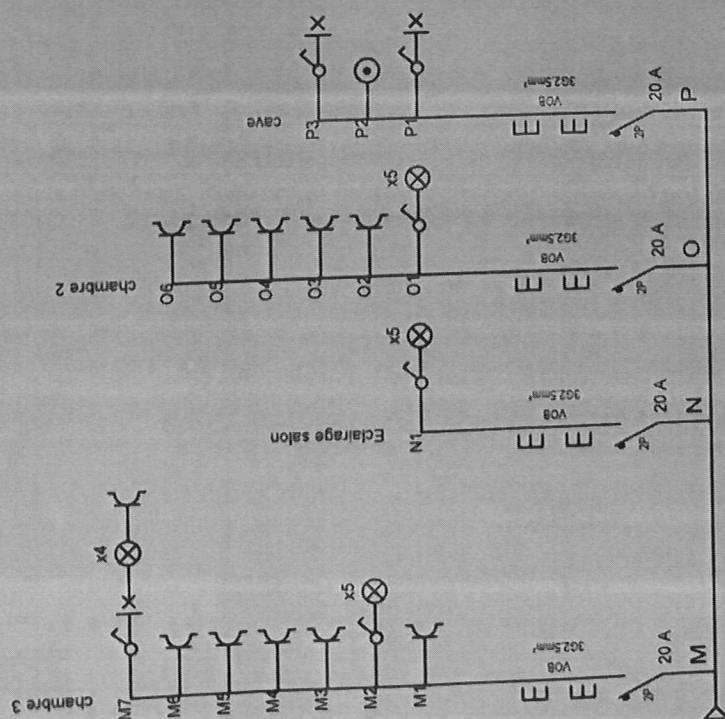 chambre 3
M7
x4
M6
M5
M4
M3
M2
x5
M1
VOB
3G2.5mm²
2P
20 A
M
Eclairage salon
N1
x5
VOB
3G2.5mm²
2P
20 A
N
chambre 2
O6
O5
O4
O3
O2
O1
x5
VOB
3G2.5mm²
2P
20 A
O
cave
P3
P2
P1
VOB
3G2.5mm²
2P
20 A
P